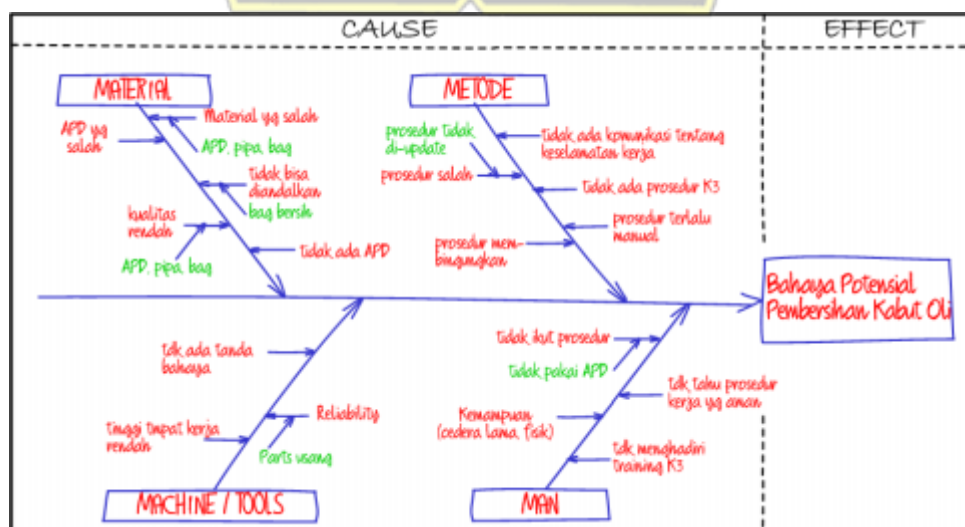 CAUSE
EFFECT
MATERIAL
Material yg salah
APD yg
salah
APD, pipa, bag
tidak bisa
diandalkan
bag bersih
kualitas
rendah
APD, pipa, bag
tidak ada APD
METODE
tidak ada komunikasi tentang
keselamatan kerja
prosedur tidak
di-update
prosedur salah
tidak ada prosedur K3
prosedur terlalu
manual
prosedur mem-
bingungkan
Bahaya Potensial
Pembersihan Kabut Oli
tdk ada tanda
bahaya
Reliability
tinggi tmpat kerja
rendah
Parts usang
MACHINE / TOOLS
tidak ikut prosedur
tidak pakai APD
tdk tahu prosedur
kerja yg aman
Kemampuan
(cedera lama, fisik)
tdk menghadiri
training K3
MAN